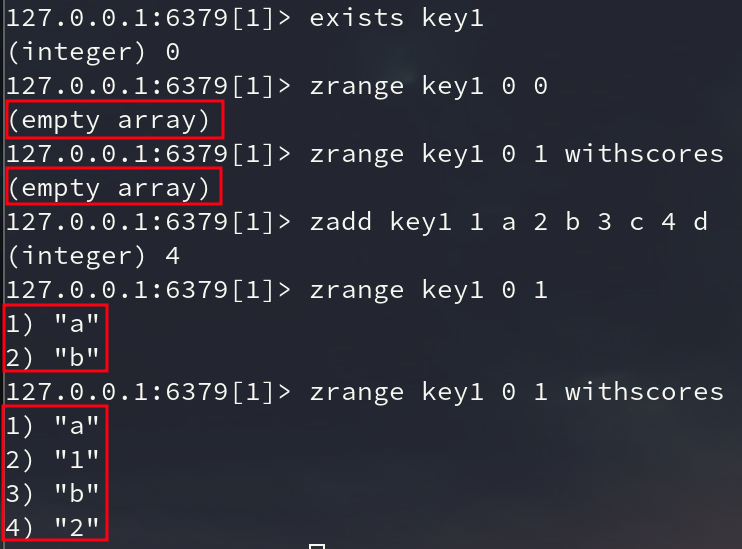 127.0.0.1:6379[1]> exists key1
(integer) 0
127.0.0.1:6379[1]> zrange key1 0 0
(empty array)
127.0.0.1:6379[1]> zrange key1 0 1 withscores
(empty array)
127.0.0.1:6379[1]> zadd key1 1 a 2 b 3 c 4 d
(integer) 4
127.0.0.1:6379[1]> zrange key1 0 1
1) "a"
2) "b"
127.0.0.1:6379[1]> zrange key1 0 1 withscores
1) "a"
2) "1"
3) "b"
4) "2"